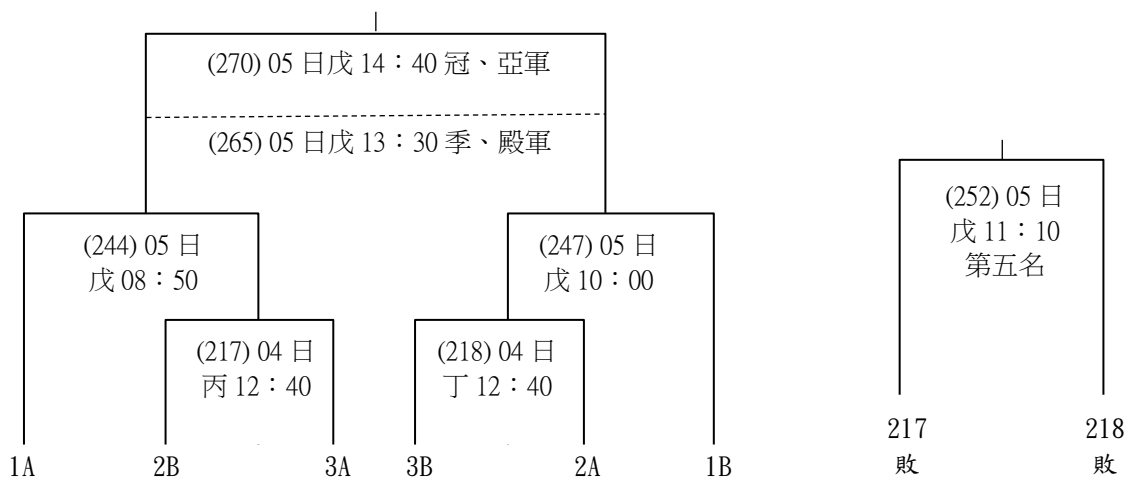 (270) 05 日戊 14：40 冠、亞軍
(265) 05 日戊 13：30 季、殿軍
(244) 05 日
戊 08：50
(247) 05 日
戊 10：00
(217) 04 日
丙 12：40
(218) 04 日
丁 12：40
1A 2B 3A 3B 2A 1B
(252) 05 日
戊 11：10
第五名
217 218
敗 敗